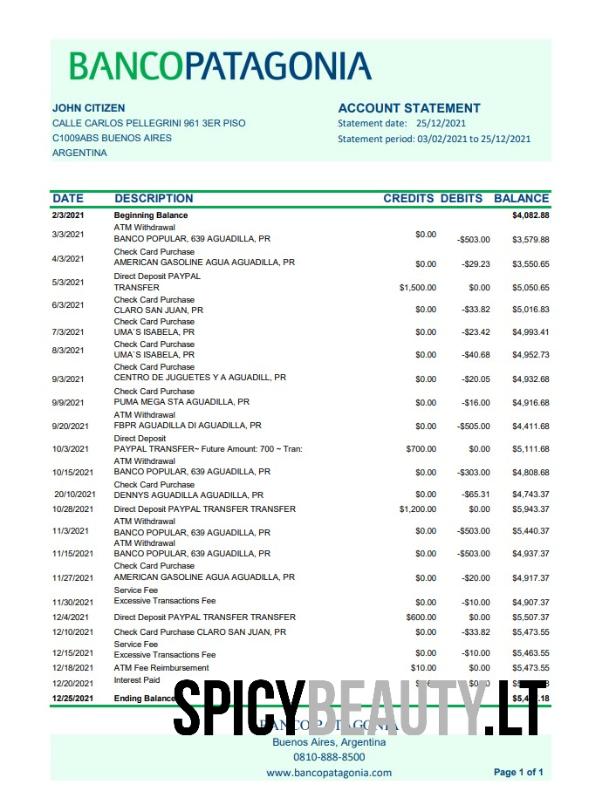 BANCOPATAGONIA
JOHN CITIZEN
CALLE CARLOS PELLEGRINI 961 3ER PISO
C1009ABS BUENOS AIRES
ARGENTINA
ACCOUNT STATEMENT
Statement date: 25/12/2021
Statement period: 03/02/2021 to 25/12/2021
DATE DESCRIPTION CREDITS DEBITS BALANCE
2/3/2021 Beginning Balance $4,082.88
ATM Withdrawal
3/3/2021 BANCO POPULAR, 639 AGUADILLA, PR $0.00 -$503.00 $3,579.88
Check Card Purchase
4/3/2021 AMERICAN GASOLINE AGUA AGUADILLA, PR $0.00 -$29.23 $3,550.65
Direct Deposit PAYPAL
5/3/2021 TRANSFER $1,500.00 $0.00 $5,050.65
Check Card Purchase
6/3/2021 CLARO SAN JUAN, PR $0.00 -$33.82 $5,016.83
Check Card Purchase
7/3/2021 UMA`S ISABELA, PR $0.00 -$23.42 $4,993.41
Check Card Purchase
8/3/2021 UMA`S ISABELA, PR $0.00 -$40.68 $4,952.73
Check Card Purchase
9/3/2021 CENTRO DE JUGUETES Y A AGUADILL, PR $0.00 -$20.05 $4,932.68
Check Card Purchase
9/9/2021 PUMA MEGA STA AGUADILLA, PR $0.00 -$16.00 $4,916.68
ATM Withdrawal
9/20/2021 FBPR AGUADILLA DI AGUADILLA, PR $0.00 -$505.00 $4,411.68
Direct Deposit
10/3/2021 PAYPAL TRANSFER~ Future Amount: 700 ~ Tran: $700.00 $0.00 $5,111.68
ATM Withdrawal
10/15/2021 BANCO POPULAR, 639 AGUADILLA, PR $0.00 -$303.00 $4,808.68
Check Card Purchase
20/10/2021 DENNYS AGUADILLA AGUADILLA, PR $0.00 -$65.31 $4,743.37
10/28/2021 Direct Deposit PAYPAL TRANSFER TRANSFER $1,200.00 $0.00 $5,943.37
ATM Withdrawal
11/3/2021 BANCO POPULAR, 639 AGUADILLA, PR $0.00 -$503.00 $5,440.37
ATM Withdrawal
11/15/2021 BANCO POPULAR, 639 AGUADILLA, PR $0.00 -$503.00 $4,937.37
Check Card Purchase
11/27/2021 AMERICAN GASOLINE AGUA AGUADILLA, PR $0.00 -$20.00 $4,917.37
Service Fee
11/30/2021 Excessive Transactions Fee $0.00 -$10.00 $4,907.37
12/4/2021 Direct Deposit PAYPAL TRANSFER TRANSFER $600.00 $0.00 $5,507.37
12/10/2021 Check Card Purchase CLARO SAN JUAN, PR $0.00 -$33.82 $5,473.55
Service Fee
12/15/2021 Excessive Transactions Fee $0.00 -$10.00 $5,463.55
12/18/2021 ATM Fee Reimbursement $10.00 $0.00 $5,473.55
12/20/2021 Interest Paid
12/25/2021 Ending Balance
SPICYBEAUTY.LT
BANCO PATAGONIA
Buenos Aires, Argentina
0810-888-8500
www.bancopatagonia.com
Page 1 of 1